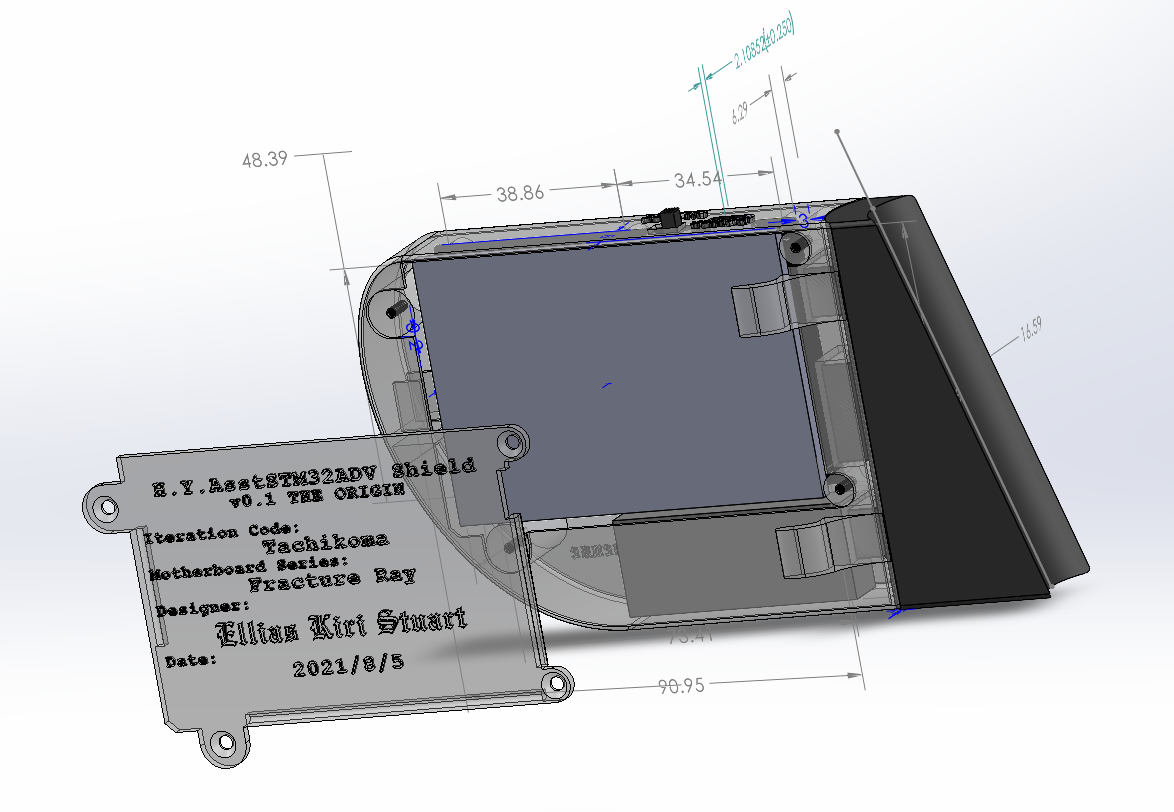 2.10852(±0.250)
6.29
48.39
38.86
34.54
3
16.59
H.Y.AsstSTM32ADV Shield
v0.1 THE ORIGIN
Iteration Code:
Tachikoma
Motherboard Series:
Fracture Ray
Designer:
Ellias Kiri Stuart
Date:
2021/8/5
73.41
90.95